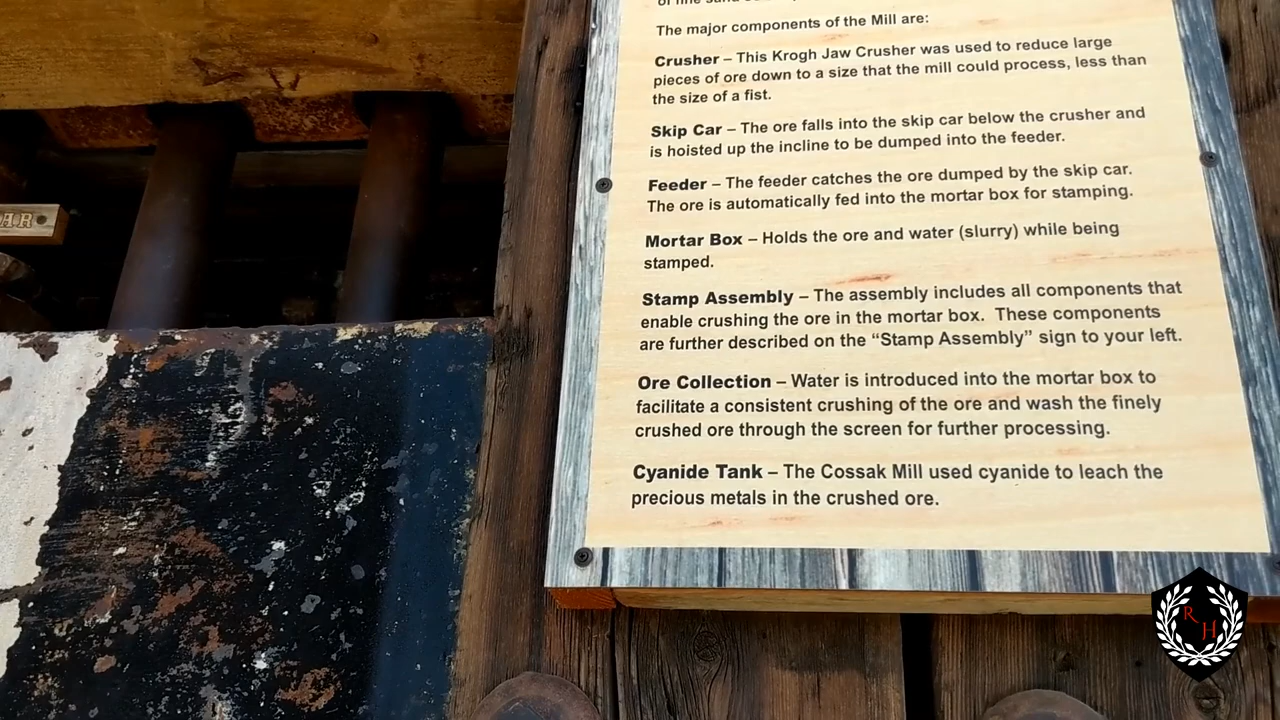 The major components of the Mill are:
Crusher – This Krogh Jaw Crusher was used to reduce large
pieces of ore down to a size that the mill could process, less than
the size of a fist.
Skip Car – The ore falls into the skip car below the crusher and
is hoisted up the incline to be dumped into the feeder.
Feeder – The feeder catches the ore dumped by the skip car.
The ore is automatically fed into the mortar box for stamping.
Mortar Box – Holds the ore and water (slurry) while being
stamped.
Stamp Assembly – The assembly includes all components that
enable crushing the ore in the mortar box. These components
are further described on the “Stamp Assembly” sign to your left.
Ore Collection – Water is introduced into the mortar box to
facilitate a consistent crushing of the ore and wash the finely
crushed ore through the screen for further processing.
Cyanide Tank – The Cossak Mill used cyanide to leach the
precious metals in the crushed ore.
AR
RH